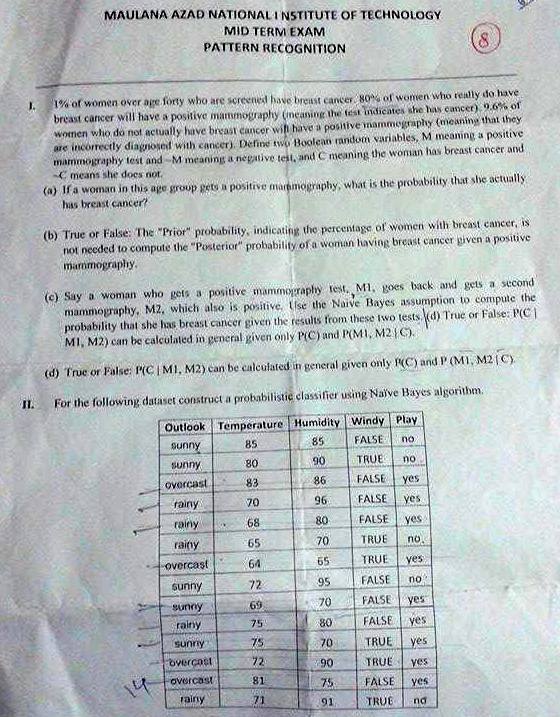 MAULANA AZAD NATIONAL INSTITUTE OF TECHNOLOGY
MID TERM EXAM
PATTERN RECOGNITION
8
I. 1% of women over age forty who are screened have breast cancer. 80% of women who really do have
breast cancer will have a positive mammography (meaning the test indicates she has cancer). 9.6% of
women who do not actually have breast cancer will have a positive mammography (meaning that they
are incorrectly diagnosed with cancer). Define two Boolean random variables, M meaning a positive
mammography test and ~M meaning a negative test, and C meaning the woman has breast cancer and
~C means she does not.
(a) If a woman in this age group gets a positive mammography, what is the probability that she actually
has breast cancer?
(b) True or False: The "Prior" probability, indicating the percentage of women with breast cancer, is
not needed to compute the "Posterior" probability of a woman having breast cancer given a positive
mammography.
(c) Say a woman who gets a positive mammography test, M1, goes back and gets a second
mammography, M2, which also is positive. Use the Naive Bayes assumption to compute the
probability that she has breast cancer given the results from these two tests. (d) True or False: P(C |
M1, M2) can be calculated in general given only P(C) and P(M1, M2 | C).
(d) True or False: P(C | M1, M2) can be calculated in general given only P(C) and P (M1, M2 | C).
II. For the following dataset construct a probabilistic classifier using Naïve Bayes algorithm.
Outlook Temperature Humidity Windy Play
sunny 85 85 FALSE no
sunny 80 90 TRUE no
overcast 83 86 FALSE yes
rainy 70 96 FALSE yes
rainy 68 80 FALSE yes
rainy 65 70 TRUE no
overcast 64 65 TRUE yes
sunny 72 95 FALSE no
sunny 69 70 FALSE yes
rainy 75 80 FALSE yes
sunny 75 70 TRUE yes
overcast 72 90 TRUE yes
overcast 81 75 FALSE yes
14 rainy 71 91 TRUE no